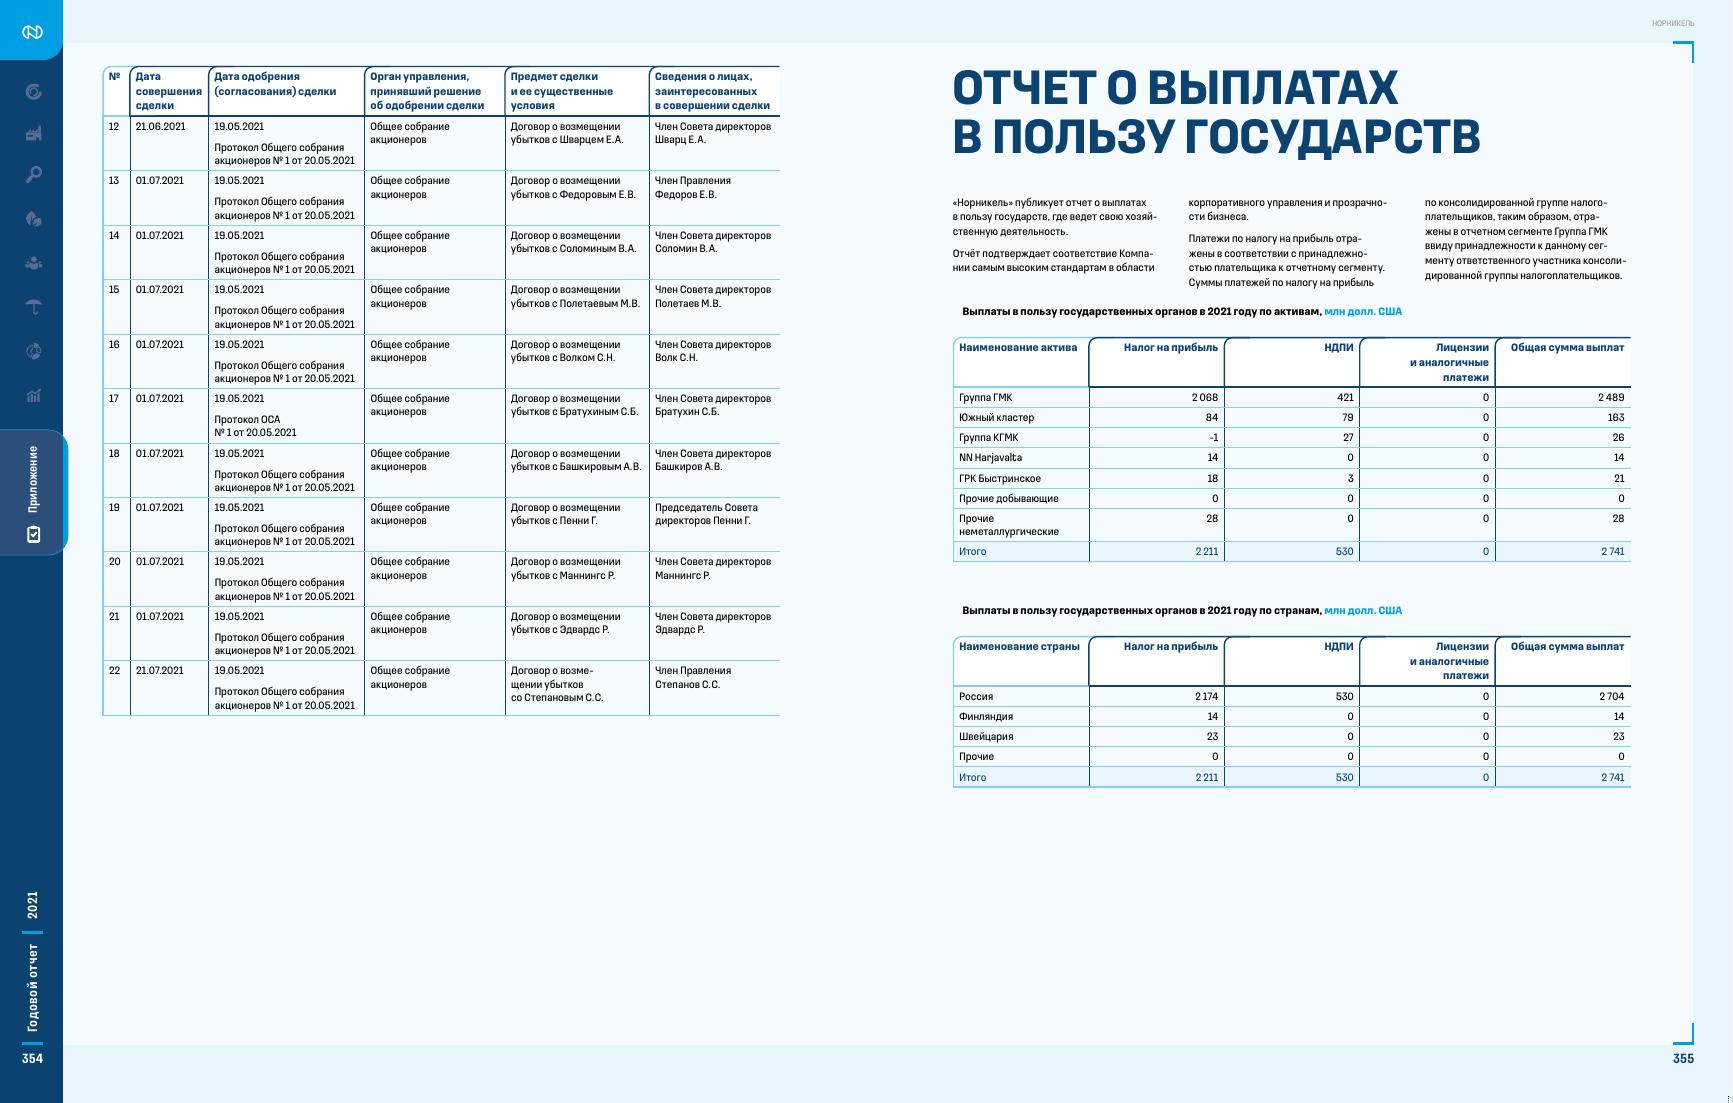 НОРНИКЕЛЬ
№
Дата
совершения
сделки
Дата одобрения
(согласования) сделки
Орган управления,
принявший решение
об одобрении сделки
Предмет сделки
и ее существенные
условия
Сведения о лицах,
заинтересованных
в совершении сделки
12
21.06.2021
19.05.2021
Протокол Общего собрания
акционеров № 1 от 20.05.2021
Общее собрание
акционеров
Договор о возмещении
убытков с Шварцем Е.А.
Член Совета директоров
Шварц Е.А.
13
01.07.2021
19.05.2021
Протокол Общего собрания
акционеров № 1 от 20.05.2021
Общее собрание
акционеров
Договор о возмещении
убытков с Федоровым Е.В.
Член Правления
Федоров Е.В.
14
01.07.2021
19.05.2021
Протокол Общего собрания
акционеров № 1 от 20.05.2021
Общее собрание
акционеров
Договор о возмещении
убытков с Соломиным В.А.
Член Совета директоров
Соломин В.А.
15
01.07.2021
19.05.2021
Протокол Общего собрания
акционеров № 1 от 20.05.2021
Общее собрание
акционеров
Договор о возмещении
убытков с Полетаевым М.В.
Член Совета директоров
Полетаев М.В.
16
01.07.2021
19.05.2021
Протокол Общего собрания
акционеров № 1 от 20.05.2021
Общее собрание
акционеров
Договор о возмещении
убытков с Волком С.Н.
Член Совета директоров
Волк С.Н.
17
01.07.2021
19.05.2021
Протокол ОСА
№ 1 от 20.05.2021
Общее собрание
акционеров
Договор о возмещении
убытков с Братухиным С.Б.
Член Совета директоров
Братухин С.Б.
18
01.07.2021
19.05.2021
Протокол Общего собрания
акционеров № 1 от 20.05.2021
Общее собрание
акционеров
Договор о возмещении
убытков с Башкировым А.В.
Член Совета директоров
Башкиров А.В.
19
01.07.2021
19.05.2021
Протокол Общего собрания
акционеров № 1 от 20.05.2021
Общее собрание
акционеров
Договор о возмещении
убытков с Пенни Г.
Председатель Совета
директоров Пенни Г.
20
01.07.2021
19.05.2021
Протокол Общего собрания
акционеров № 1 от 20.05.2021
Общее собрание
акционеров
Договор о возмещении
убытков с Маннингс Р.
Член Совета директоров
Маннингс Р.
21
01.07.2021
19.05.2021
Протокол Общего собрания
акционеров № 1 от 20.05.2021
Общее собрание
акционеров
Договор о возмещении
убытков с Эдвардс Р.
Член Совета директоров
Эдвардс Р.
22
21.07.2021
19.05.2021
Протокол Общего собрания
акционеров № 1 от 20.05.2021
Общее собрание
акционеров
Договор о возме-
щении убытков
со Степановым С.С.
Член Правления
Степанов С.С.
Приложение
Годовой отчет 2021
354
ОТЧЕТ О ВЫПЛАТАХ
В ПОЛЬЗУ ГОСУДАРСТВ
«Норникель» публикует отчет о выплатах
в пользу государств, где ведет свою хозяй-
ственную деятельность.
Отчёт подтверждает соответствие Компа-
нии самым высоким стандартам в области
корпоративного управления и прозрачно-
сти бизнеса.
Платежи по налогу на прибыль отра-
жены в соответствии с принадлежно-
стью плательщика к отчетному сегменту.
Суммы платежей по налогу на прибыль
по консолидированной группе налого-
плательщиков, таким образом, отра-
жены в отчетном сегменте Группа ГМК
ввиду принадлежности к данному сег-
менту ответственного участника консоли-
дированной группы налогоплательщиков.
Выплаты в пользу государственных органов в 2021 году по активам, млн долл. США
Наименование актива
Налог на прибыль
НДПИ
Лицензии
и аналогичные
платежи
Общая сумма выплат
Группа ГМК 2 068 421 0 2 489
Южный кластер 84 79 0 163
Группа КГМК -1 27 0 26
NN Harjavalta 14 0 0 14
ГРК Быстринское 18 3 0 21
Прочие добывающие 0 0 0 0
Прочие
неметаллургические 28 0 0 28
Итого 2 211 530 0 2 741
Выплаты в пользу государственных органов в 2021 году по странам, млн долл. США
Наименование страны
Налог на прибыль
НДПИ
Лицензии
и аналогичные
платежи
Общая сумма выплат
Россия 2 174 530 0 2 704
Финляндия 14 0 0 14
Швейцария 23 0 0 23
Прочие 0 0 0 0
Итого 2 211 530 0 2 741
355